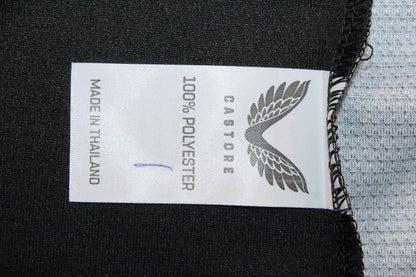 CASTORE
100% POLYESTER
MADE IN THAILAND